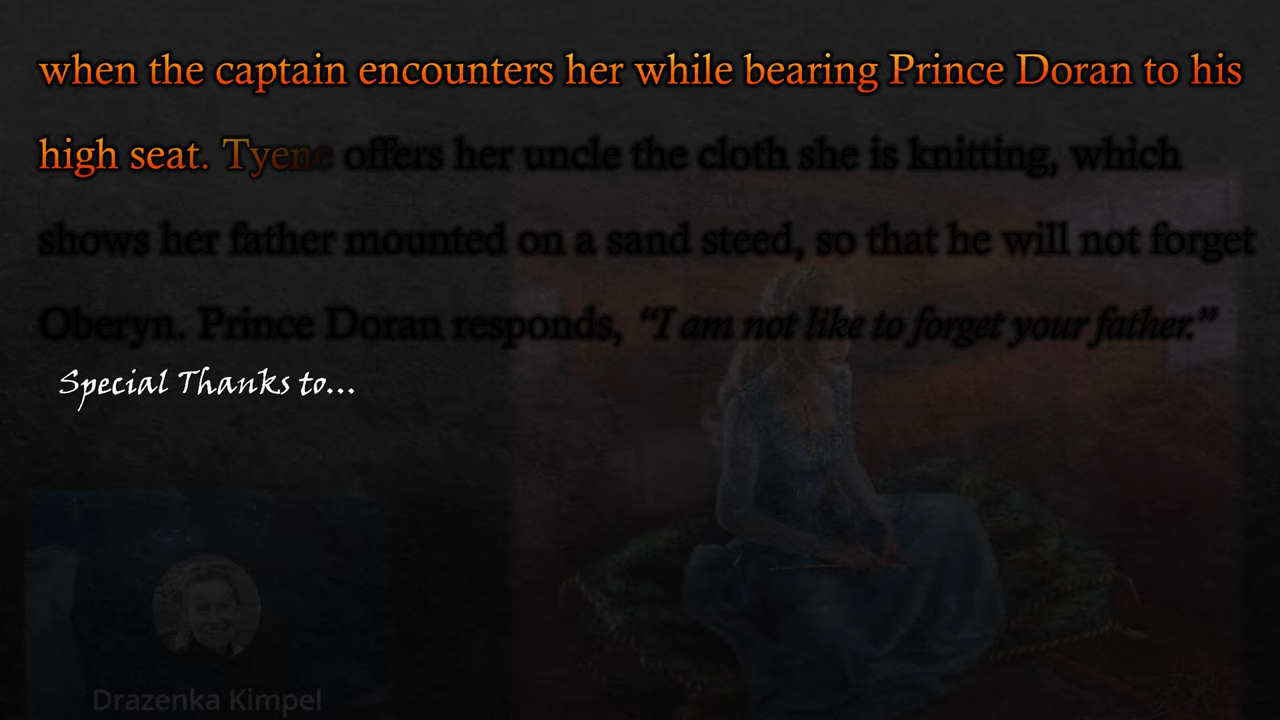 when the captain encounters her while bearing Prince Doran to his
high seat. Tyene offers her uncle the cloth she is knitting, which
shows her father mounted on a sand steed, so that he will not forget
Oberyn. Prince Doran responds, “I am not like to forget your father.”
Special Thanks to...
Drazenka Kimpel